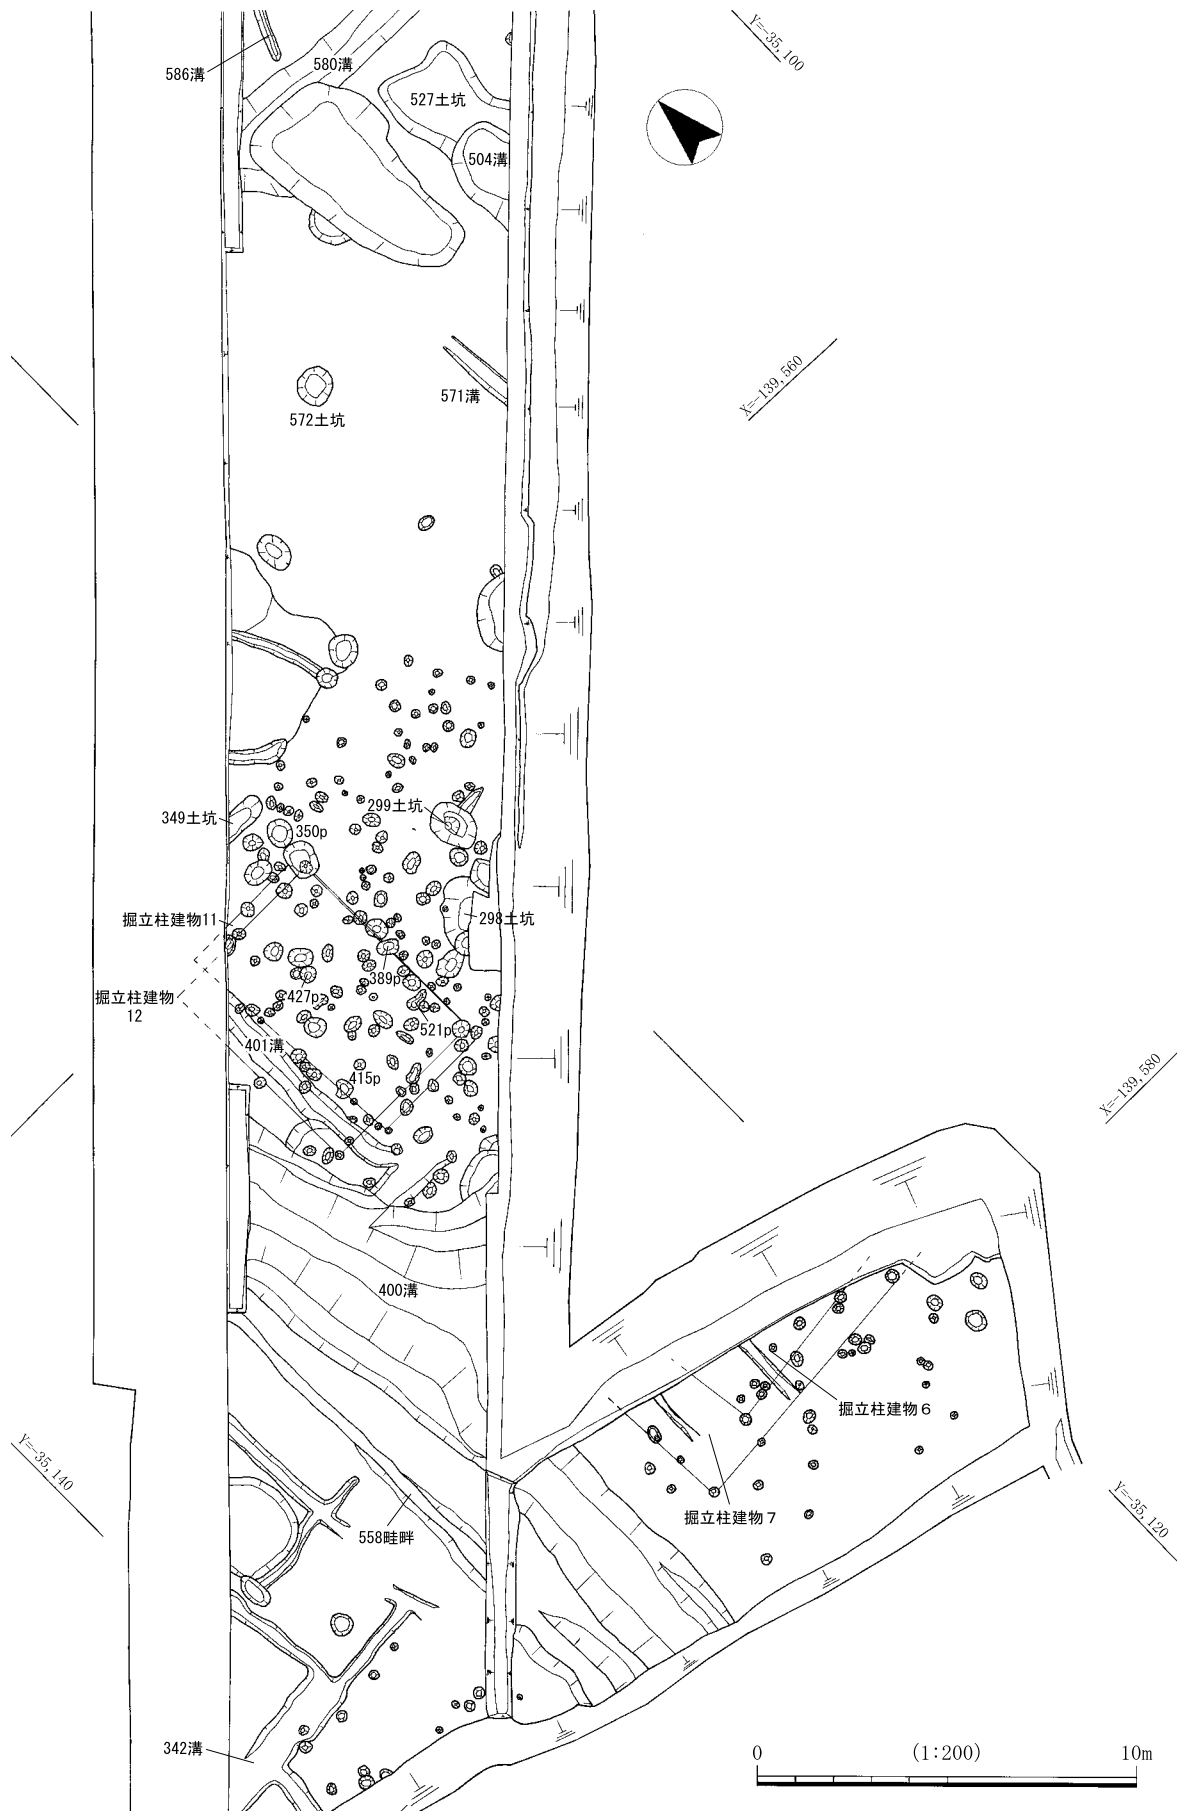 Y=-35,100
586溝
580溝
527土坑
504溝
X=-139,560
571溝
572土坑
299土坑
349土坑
350p
掘立柱建物11
298土坑
389p
427p
掘立柱建物
12
521p
401溝
415p
X=-139,580
400溝
掘立柱建物6
Y=-35,140
Y=-35,120
掘立柱建物7
558畦畔
342溝
0 (1:200) 10m